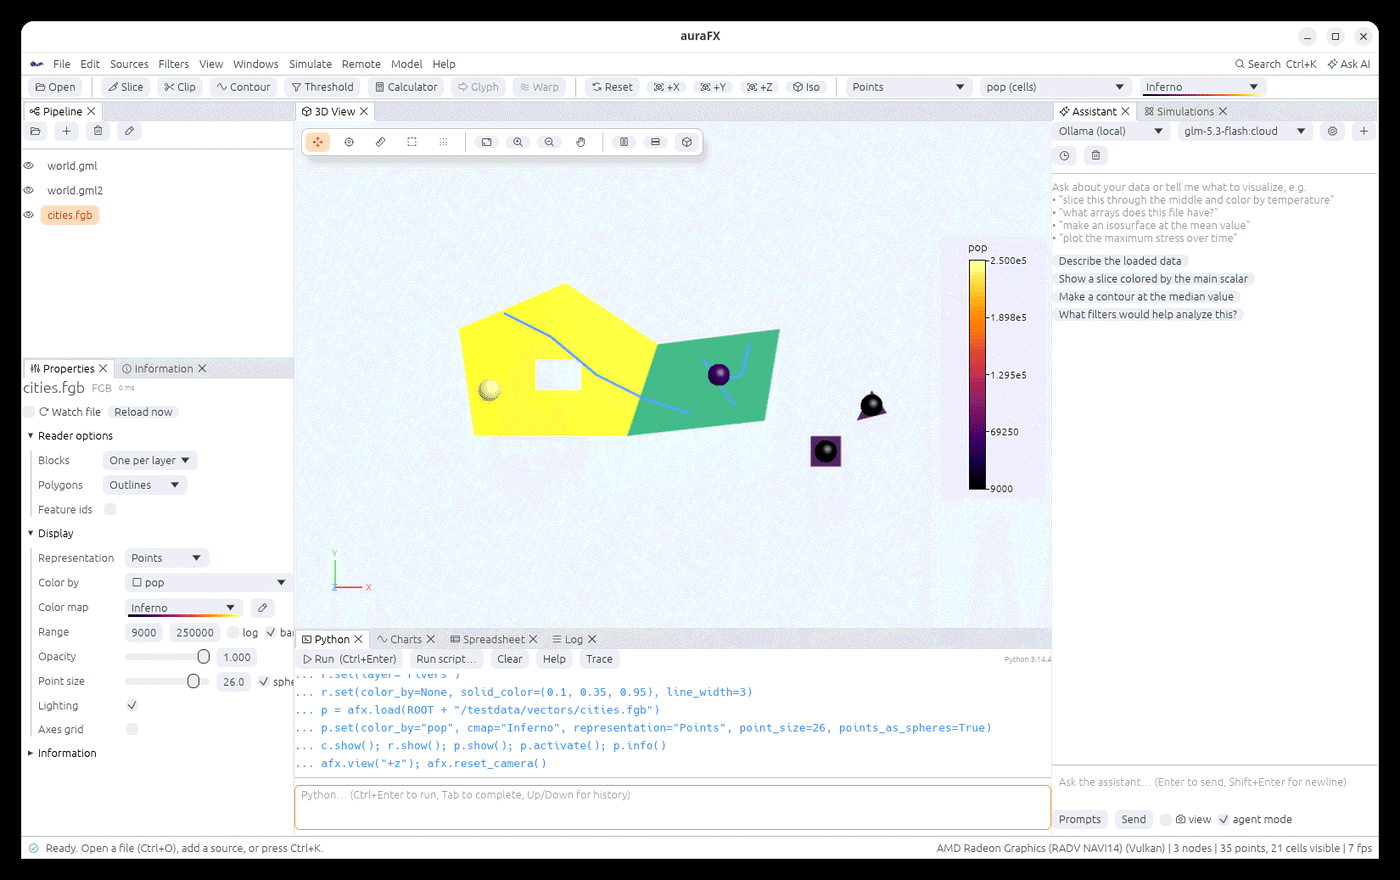 auraFX
File Edit Sources Filters View Windows Simulate Remote Model Help
Search Ctrl+K Ask AI
Open Slice Clip Contour Threshold Calculator Glyph Warp Reset +X +Y +Z Iso Points pop (cells) Inferno
Pipeline
world.gml
world.gml2
cities.fgb
Properties Information
cities.fgb FGB 0 ms
Watch file Reload now
Reader options
Blocks One per layer
Polygons Outlines
Feature ids
Display
Representation Points
Color by pop
Color map Inferno
Range 9000 250000 log bar
Opacity 1.000
Point size 26.0 sphe
Lighting
Axes grid
Information
3D View
pop
2.500e5
1.898e5
1.295e5
69250
9000
Y
X
Python Charts Spreadsheet Log
Run (Ctrl+Enter) Run script... Clear Help Trace Python 3.14.4
... r.set(layer="rivers")
... r.set(color_by=None, solid_color=(0.1, 0.35, 0.95), line_width=3)
... p = afx.load(ROOT + "/testdata/vectors/cities.fgb")
... p.set(color_by="pop", cmap="Inferno", representation="Points", point_size=26, points_as_spheres=True)
... c.show(); r.show(); p.show(); p.activate(); p.info()
... afx.view("+z"); afx.reset_camera()
Python... (Ctrl+Enter to run, Tab to complete, Up/Down for history)
Assistant Simulations
Ollama (local) glm-5.3-flash:cloud
Ask about your data or tell me what to visualize, e.g.
• "slice this through the middle and color by temperature"
• "what arrays does this file have?"
• "make an isosurface at the mean value"
• "plot the maximum stress over time"
Describe the loaded data
Show a slice colored by the main scalar
Make a contour at the median value
What filters would help analyze this?
Ask the assistant... (Enter to send, Shift+Enter for newline)
Prompts Send view agent mode
Ready. Open a file (Ctrl+O), add a source, or press Ctrl+K.
AMD Radeon Graphics (RADV NAVI14) (Vulkan) | 3 nodes | 35 points, 21 cells visible | 7 fps